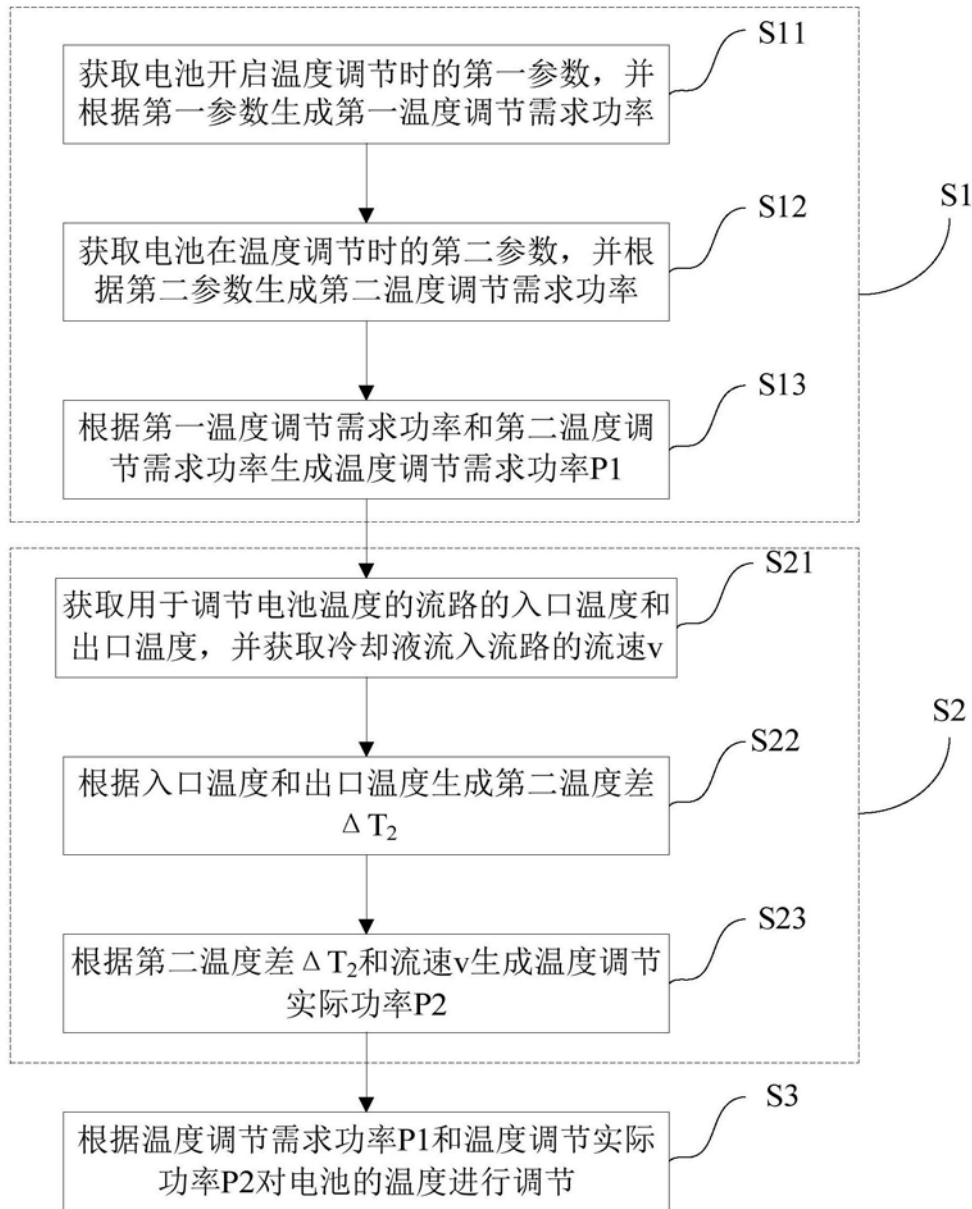 S11
获取电池开启温度调节时的第一参数，并
根据第一参数生成第一温度调节需求功率
S12
获取电池在温度调节时的第二参数，并根
据第二参数生成第二温度调节需求功率
S1
S13
根据第一温度调节需求功率和第二温度调
节需求功率生成温度调节需求功率P1
S21
获取用于调节电池温度的流路的入口温度和
出口温度，并获取冷却液流入流路的流速v
S22
根据入口温度和出口温度生成第二温度差
ΔT₂
S2
S23
根据第二温度差ΔT₂和流速v生成温度调节
实际功率P2
S3
根据温度调节需求功率P1和温度调节实际
功率P2对电池的温度进行调节